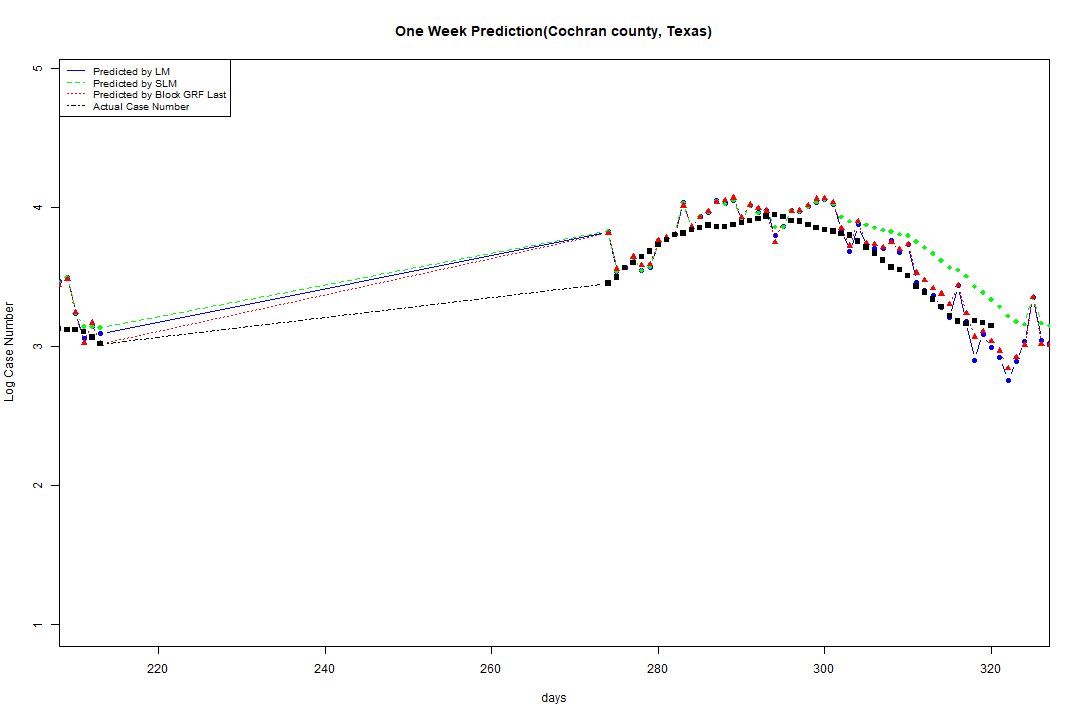 One Week Prediction(Cochran county, Texas)
Predicted by LM
Predicted by SLM
Predicted by Block GRF Last
Actual Case Number
5
4
3
2
1
Log Case Number
220
240
260
280
300
320
days